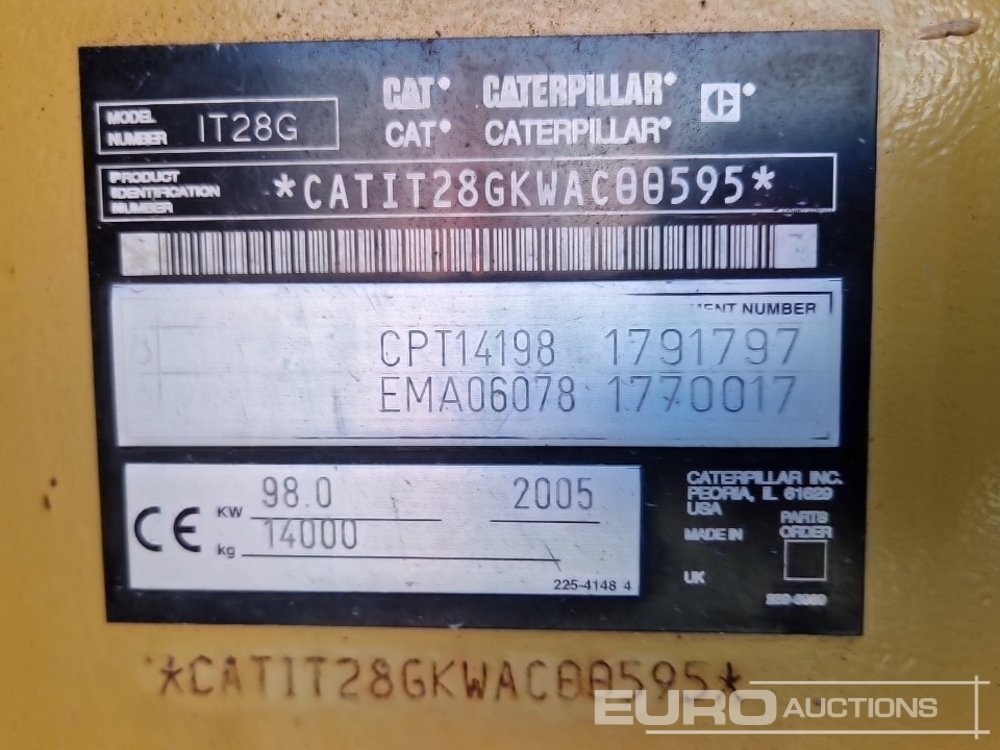 CAT CATERPILLAR C
CAT CATERPILLAR
MODEL NUMBER IT28G
PRODUCT IDENTIFICATION NUMBER *CATIT28GKWAC00595*
MENT NUMBER
CPT14198 1791797
EMA06078 1770017
CE
KW 98.0 2005
kg 14000
225-4148 4
CATERPILLAR INC.
PEORIA, IL 61629
USA
MADE IN
UK
PARTS
ORDER
*CATIT28GKWAC00595*
EURO AUCTIONS